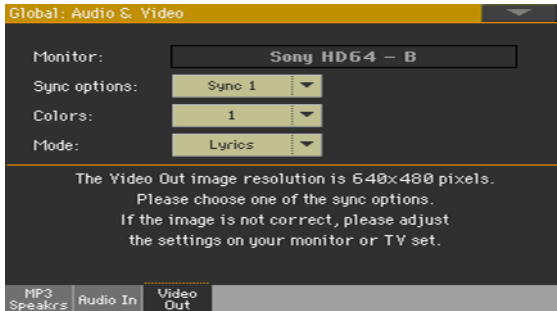 Global: Audio & Video
Monitor: Sony HD64 - B
Sync options: Sync 1
Colors: 1
Mode: Lyrics
The Video Out image resolution is 640x480 pixels.
Please choose one of the sync options.
If the image is not correct, please adjust
the settings on your monitor or TV set.
MP3 Speakrs Audio In Video Out